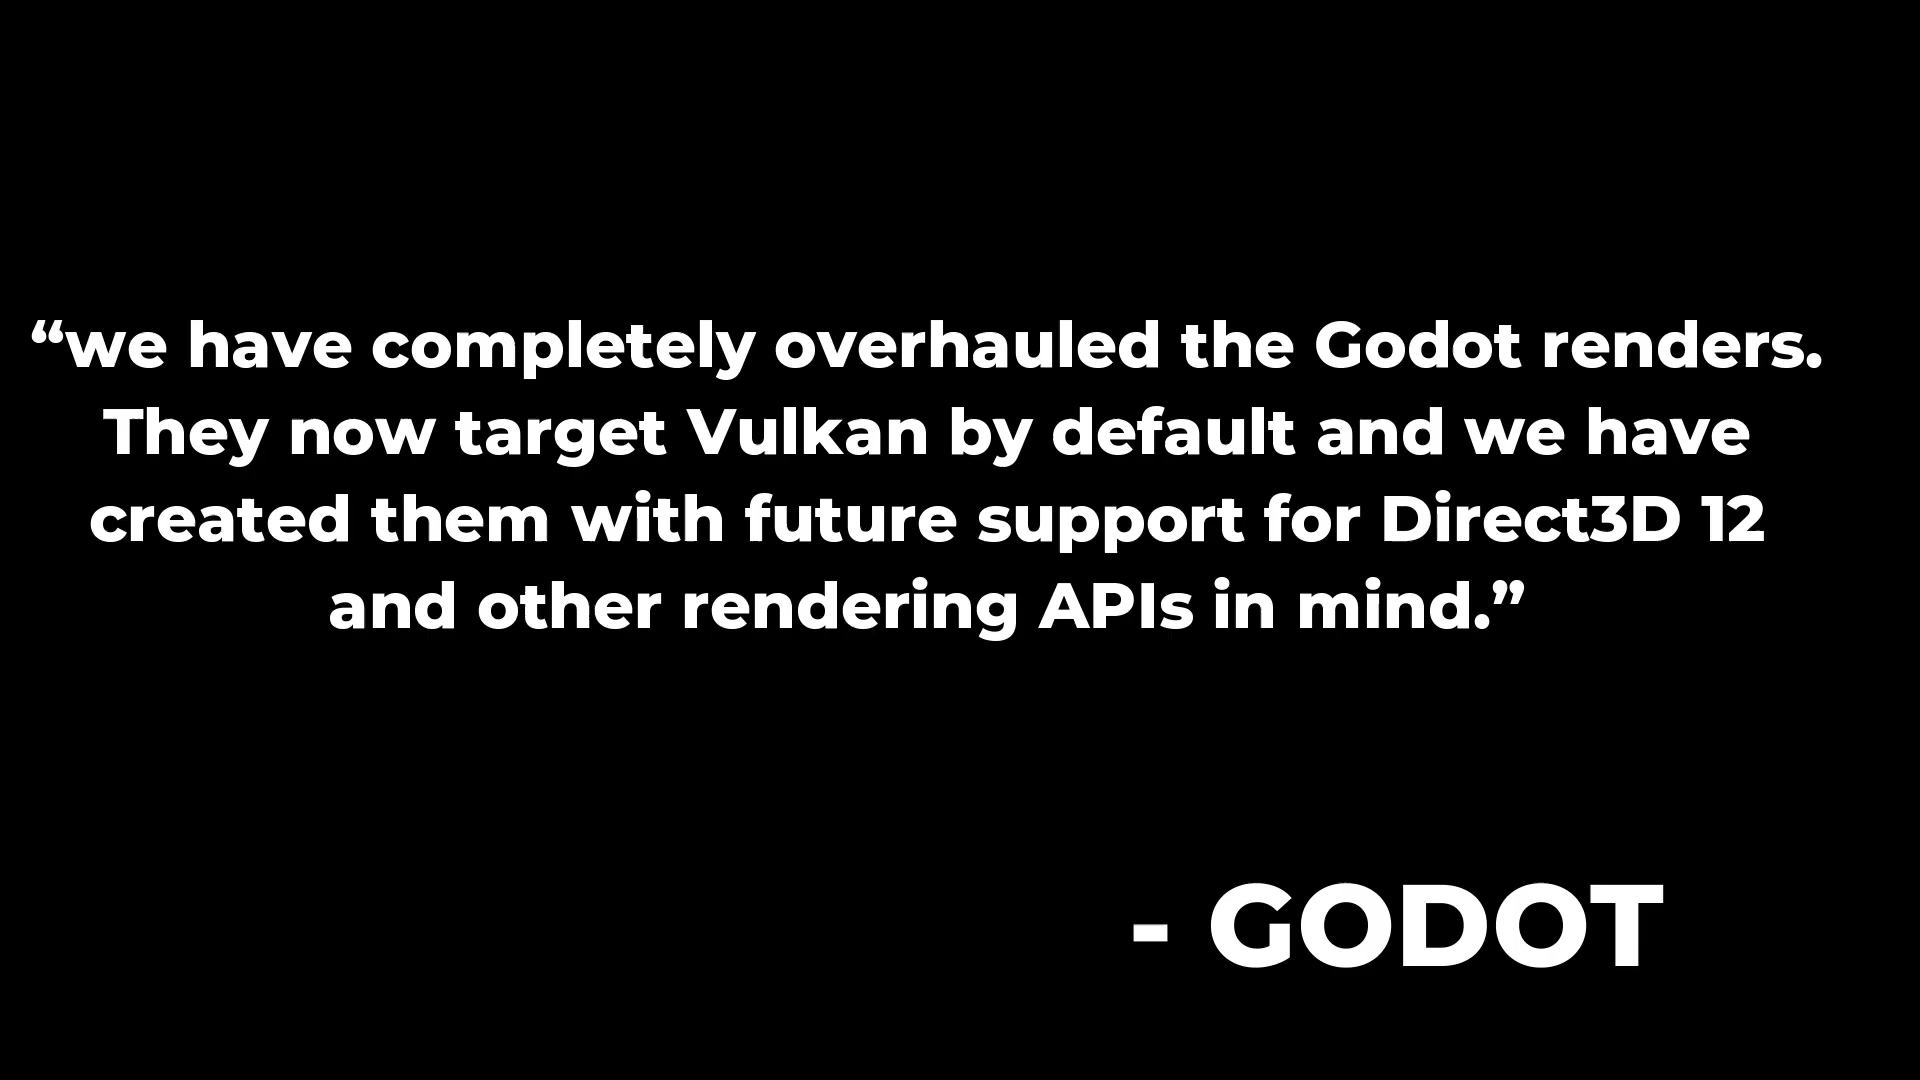 “we have completely overhauled the Godot renders.
They now target Vulkan by default and we have
created them with future support for Direct3D 12
and other rendering APIs in mind.”
- GODOT